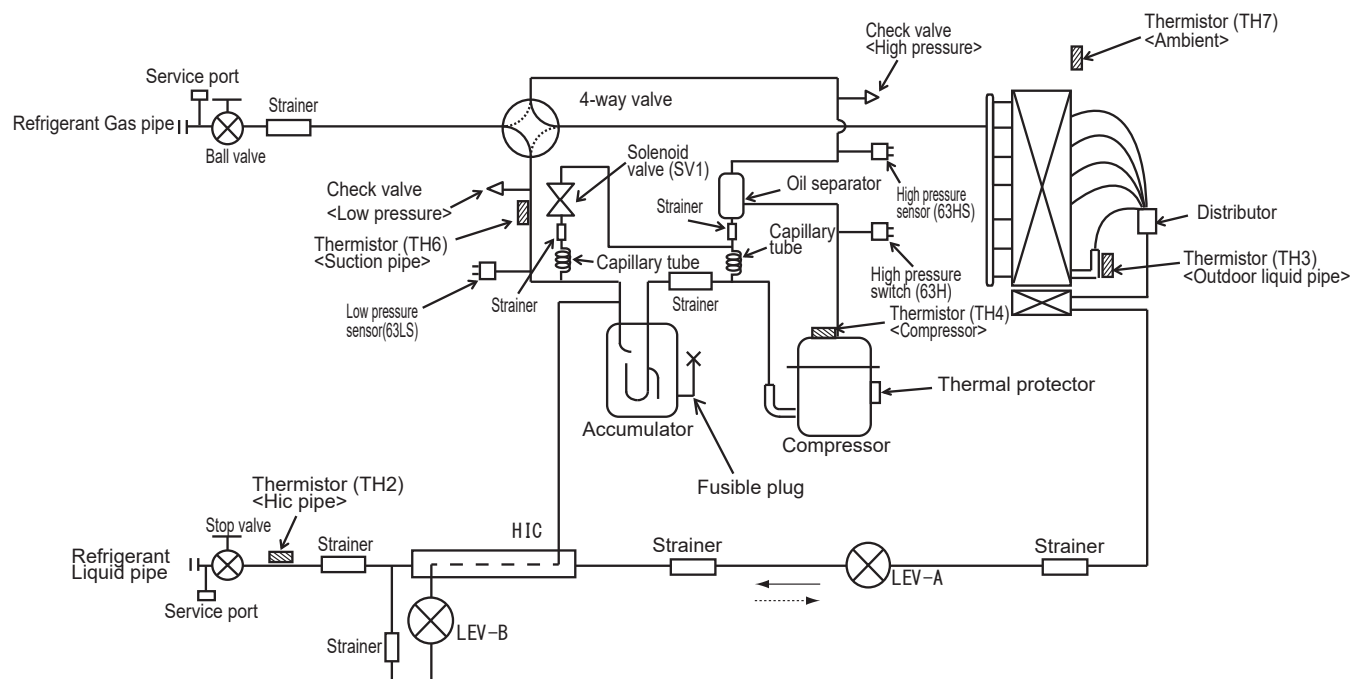 Check valve
<High pressure>
Thermistor (TH7)
<Ambient>
Service port
Strainer
4-way valve
Refrigerant Gas pipe
Ball valve
Solenoid
valve (SV1)
Oil separator
High pressure
sensor (63HS)
Check valve
<Low pressure>
Strainer
Distributor
Thermistor (TH6)
<Suction pipe>
Capillary
tube
Capillary tube
Thermistor (TH3)
<Outdoor liquid pipe>
High pressure
switch (63H)
Low pressure
sensor(63LS)
Strainer
Strainer
Thermistor (TH4)
<Compressor>
Thermal protector
Accumulator
Compressor
Fusible plug
Thermistor (TH2)
<Hic pipe>
Stop valve
Strainer
HIC
Strainer
Strainer
Refrigerant
Liquid pipe
LEV-A
Service port
Strainer
LEV-B